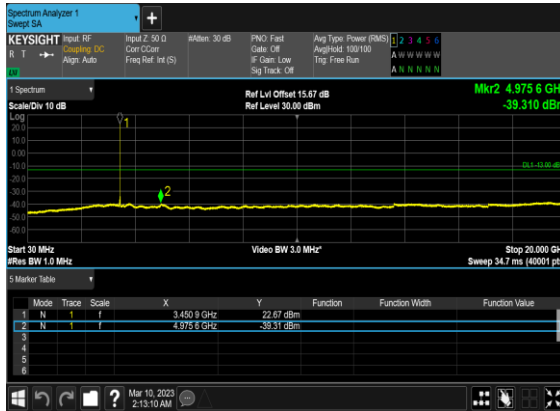 Spectrum Analyzer 1
Swept SA
+
KEYSIGHT
R T
Input: RF
Coupling: DC
Align: Auto
Input Z: 50 Ω
Corr CCorr
Freq Ref: Int (S)
#Atten: 30 dB
PNO: Fast
Gate: Off
IF Gain: Low
Sig Track: Off
Avg Type: Power (RMS)
Avg|Hold: 100/100
Trig: Free Run
1 2 3 4 5 6
A W W W W W
A N N N N N
1 Spectrum
Scale/Div 10 dB
Ref Lvl Offset 15.67 dB
Ref Level 30.00 dBm
Mkr2 4.975 6 GH
-39.310 dBm
Log
20.0
10.0
0.00
-10.0
-20.0
-30.0
-40.0
-50.0
-60.0
1
2
DL1 -13.00 dB
Start 30 MHz
#Res BW 1.0 MHz
Video BW 3.0 MHz*
Stop 20.000 GH
Sweep 34.7 ms (40001 pt
5 Marker Table
Mode Trace Scale X Y Function Function Width Function Value
1 N 1 f 3.450 9 GHz 22.67 dBm
2 N 1 f 4.975 6 GHz -39.31 dBm
3
4
5
6
?
Mar 10, 2023
2:13:10 AM